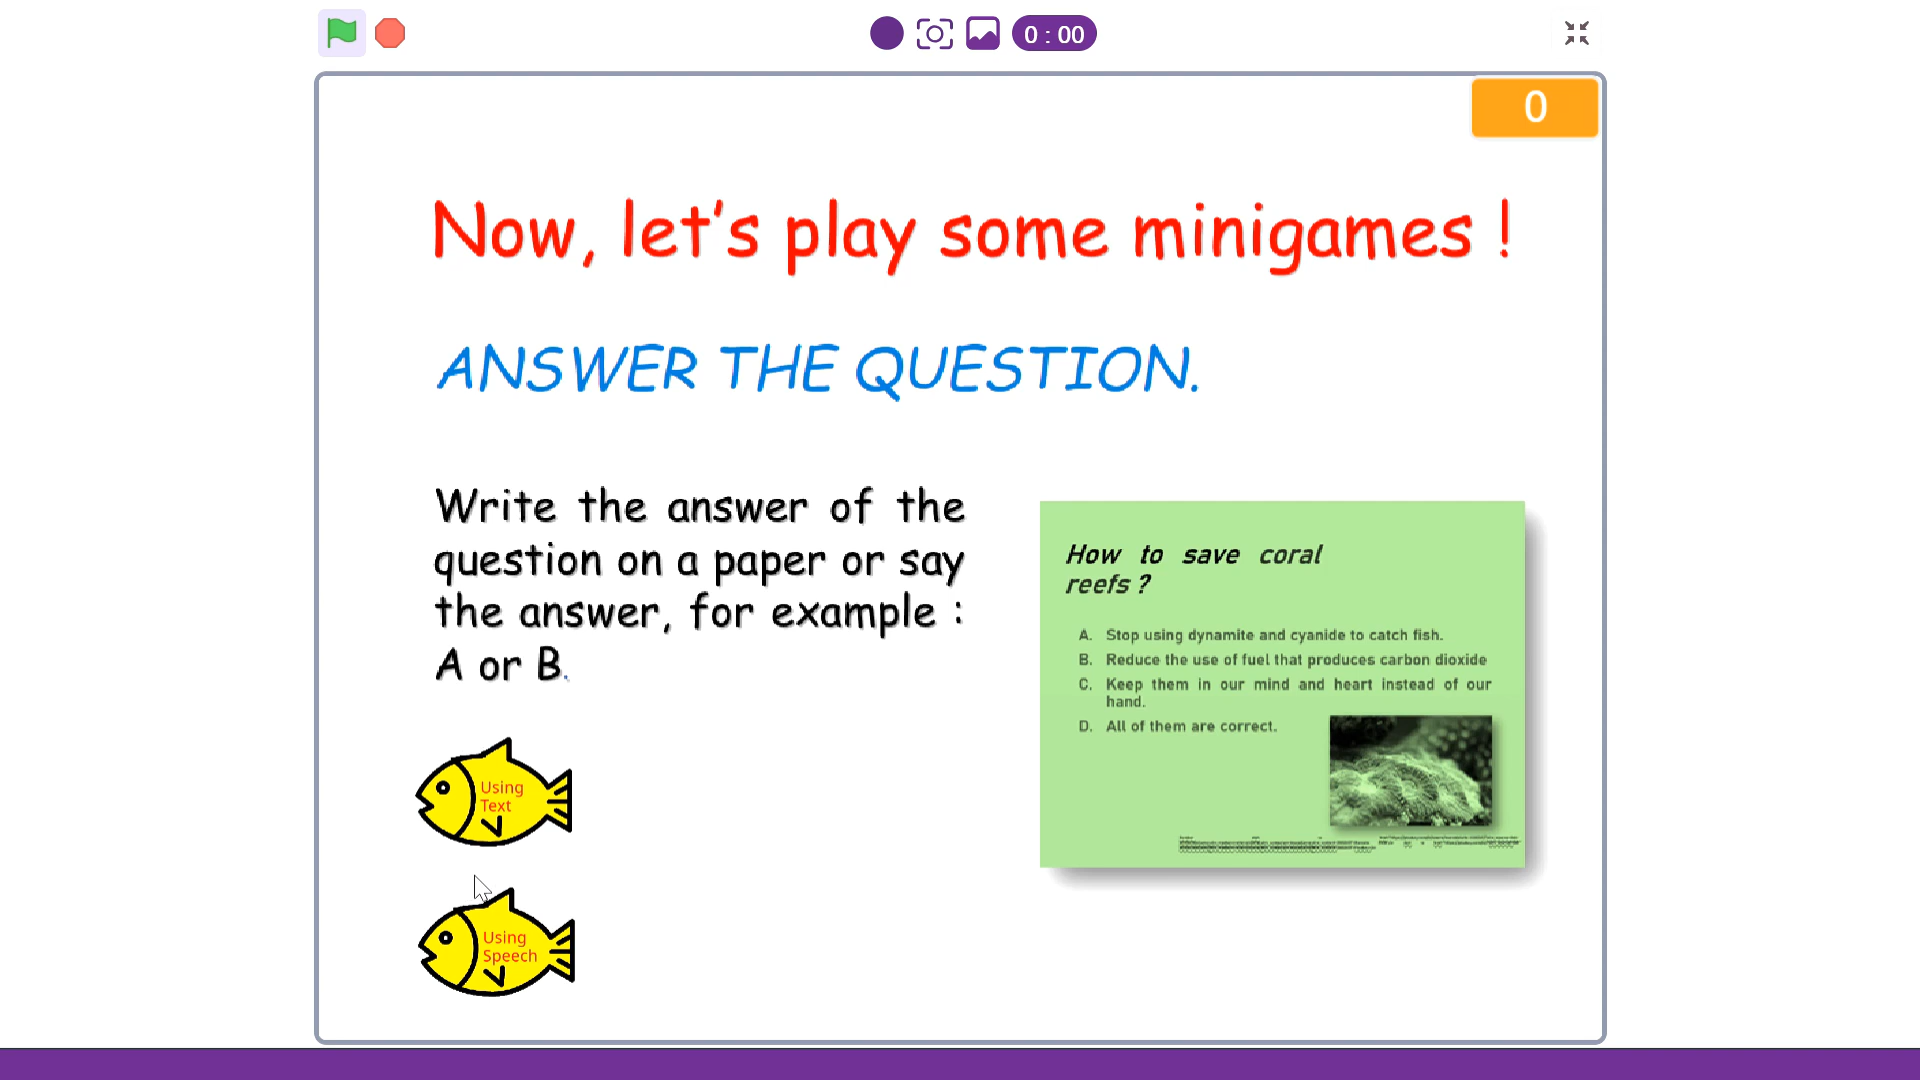 0 : 00
0
Now, let's play some minigames !
ANSWER THE QUESTION.
Write the answer of the
question on a paper or say
the answer, for example :
A or B.
How to save coral
reefs ?
A. Stop using dynamite and cyanide to catch fish.
B. Reduce the use of fuel that produces carbon dioxide
C. Keep them in our mind and heart instead of our
hand.
D. All of them are correct.
Using
Text
Using
Speech